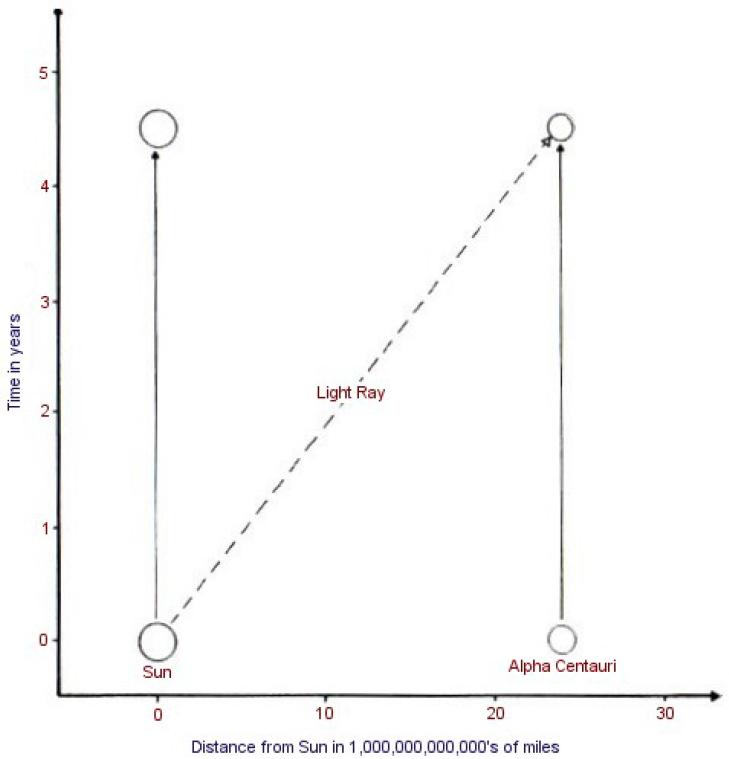 5
4
3
2
1
0
Time in years
Light Ray
Sun
Alpha Centauri
0
10
20
30
Distance from Sun in 1,000,000,000,000's of miles